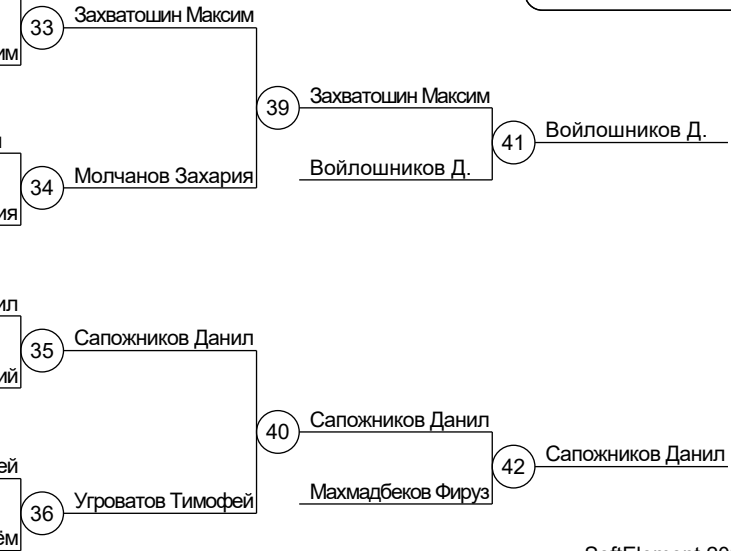 33
Захватошин Максим
39
Захватошин Максим
41
Войлошников Д.
34
Молчанов Захария
Войлошников Д.
35
Сапожников Данил
40
Сапожников Данил
42
Сапожников Данил
36
Угроватов Тимофей
Махмадбеков Фируз